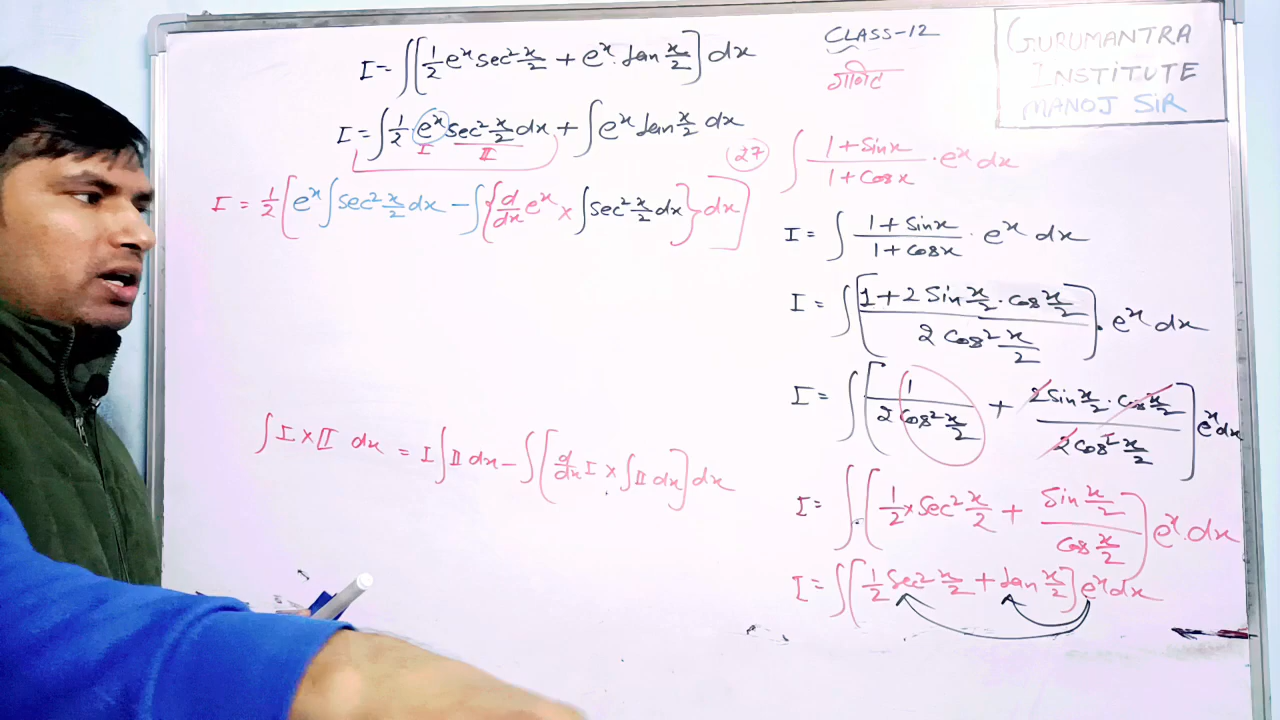 CLASS-12
गणित
GURUMANTRA
INSTITUTE
MANOJ SIR
27) ∫ (1+Sinx)/(1+Cosx) · eˣ dx
I = ∫ (1+Sinx)/(1+Cosx) · eˣ dx
I = ∫ [(1+2 Sin x/2 · Cos x/2)/(2 Cos² x/2)] · eˣ dx
I = ∫ [1/(2 Cos² x/2) + (2 Sin x/2 · Cos x/2)/(2 Cos² x/2)] eˣ dx
I = ∫ [1/2 × Sec² x/2 + (Sin x/2)/(Cos x/2)] eˣ · dx
I = ∫ [1/2 Sec² x/2 + tan x/2] eˣ dx
I = ∫ [1/2 eˣ Sec² x/2 + eˣ · tan x/2] dx
I = ∫ 1/2 eˣ Sec² x/2 dx + ∫ eˣ tan x/2 dx
I II
I = 1/2 [eˣ ∫ Sec² x/2 dx − ∫ {d/dx eˣ × ∫ Sec² x/2 dx} dx]
∫ I × II dx = I ∫ II dx − ∫ [d/dx I × ∫ II dx] dx